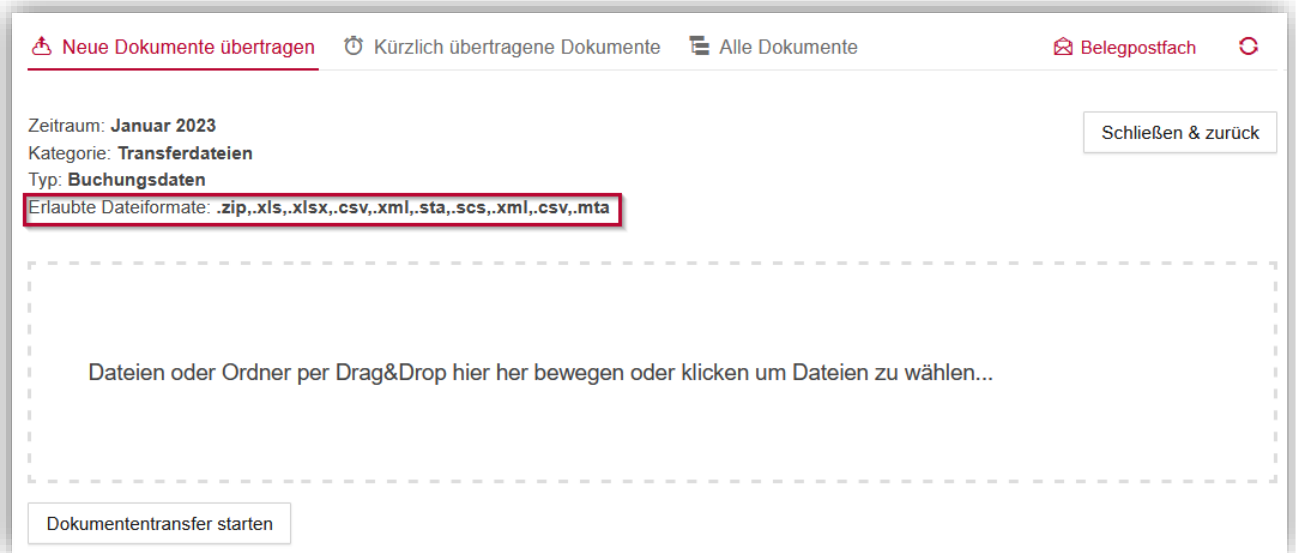 Neue Dokumente übertragen Kürzlich übertragene Dokumente Alle Dokumente Belegpostfach
Zeitraum: Januar 2023
Schließen & zurück
Kategorie: Transferdateien
Typ: Buchungsdaten
Erlaubte Dateiformate: .zip,.xls,.xlsx,.csv,.xml,.sta,.scs,.xml,.csv,.mta
Dateien oder Ordner per Drag&Drop hier her bewegen oder klicken um Dateien zu wählen...
Dokumententransfer starten